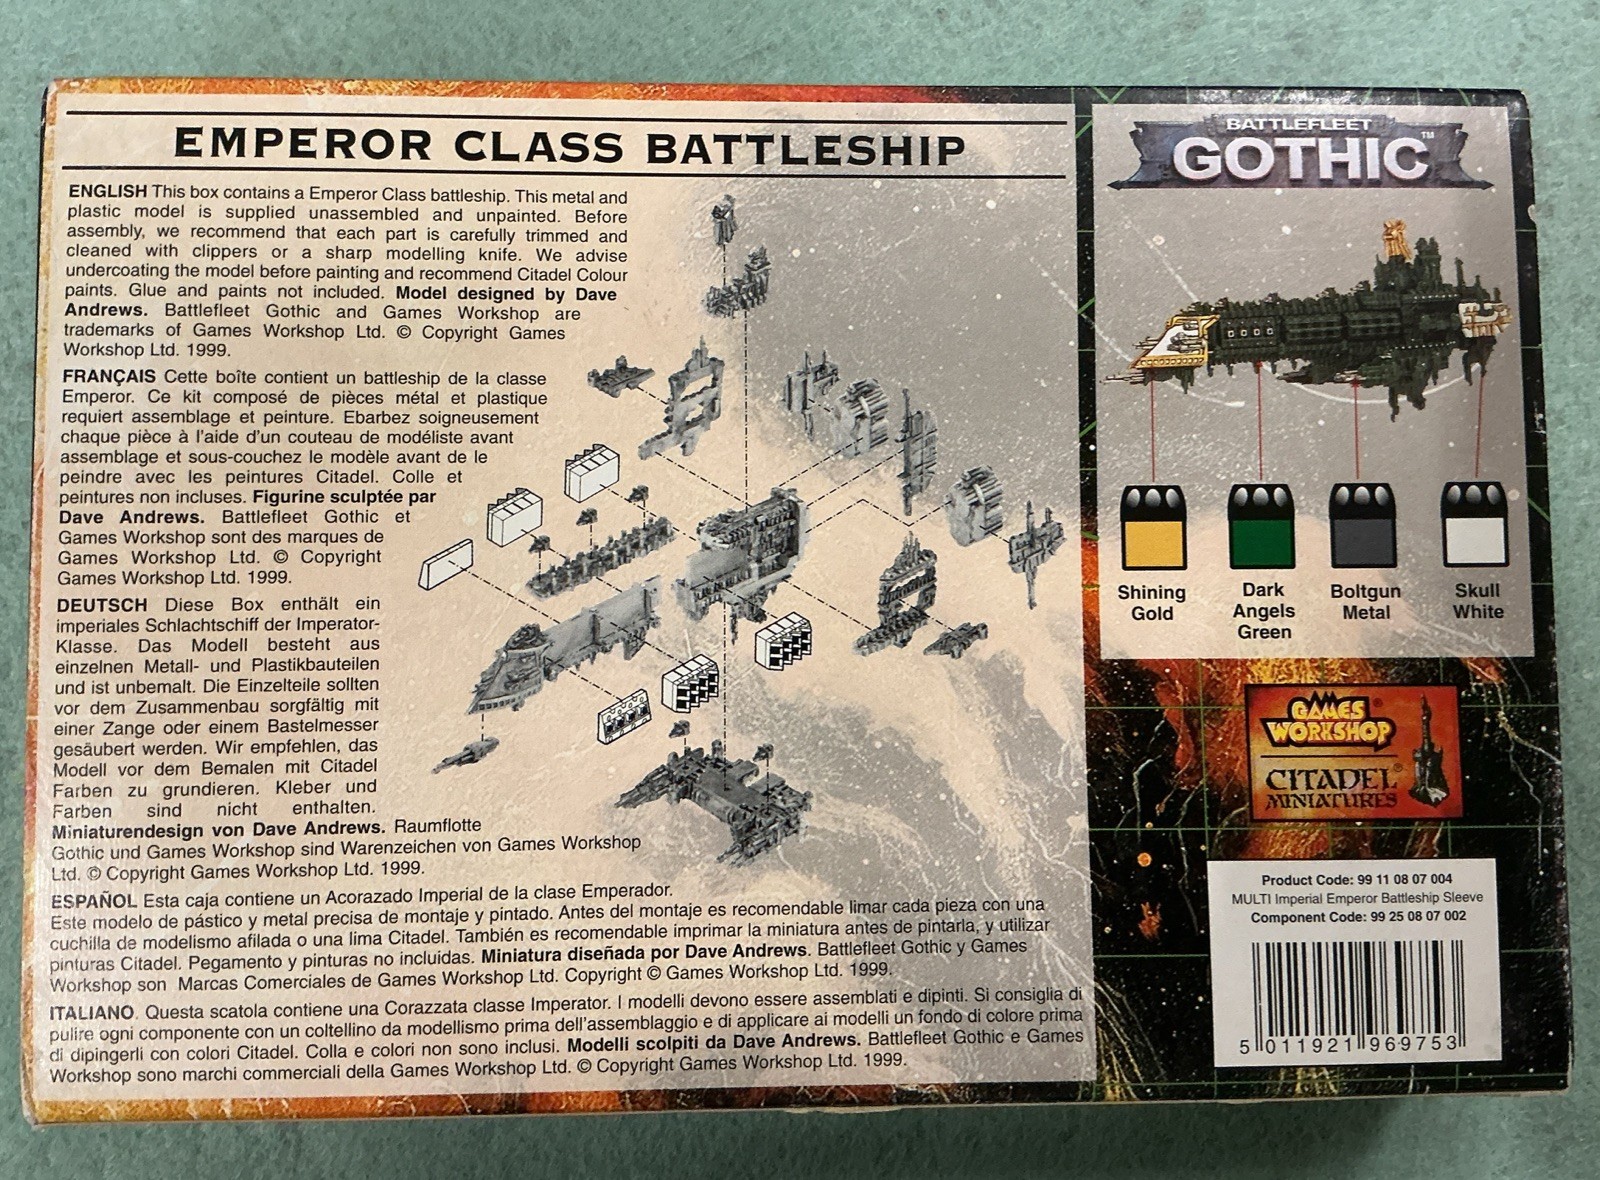 EMPEROR CLASS BATTLESHIP
ENGLISH This box contains a Emperor Class battleship. This metal and
plastic model is supplied unassembled and unpainted. Before
assembly, we recommend that each part is carefully trimmed and
cleaned with clippers or a sharp modelling knife. We advise
undercoating the model before painting and recommend Citadel Colour
paints. Glue and paints not included. Model designed by Dave
Andrews. Battlefleet Gothic and Games Workshop are
trademarks of Games Workshop Ltd. © Copyright Games
Workshop Ltd. 1999.
FRANÇAIS Cette boîte contient un battleship de la classe
Emperor. Ce kit composé de pièces métal et plastique
requiert assemblage et peinture. Ebarbez soigneusement
chaque pièce à l'aide d'un couteau de modéliste avant
assemblage et sous-couchez le modèle avant de le
peindre avec les peintures Citadel. Colle et
peintures non incluses. Figurine sculptée par
Dave Andrews. Battlefleet Gothic et
Games Workshop sont des marques de
Games Workshop Ltd. © Copyright
Games Workshop Ltd. 1999.
DEUTSCH Diese Box enthält ein
imperiales Schlachtschiff der Imperator-
Klasse. Das Modell besteht aus
einzelnen Metall- und Plastikbauteilen
und ist unbemalt. Die Einzelteile sollten
vor dem Zusammenbau sorgfältig mit
einer Zange oder einem Bastelmesser
gesäubert werden. Wir empfehlen, das
Modell vor dem Bemalen mit Citadel
Farben zu grundieren. Kleber und
Farben sind nicht enthalten.
Miniaturendesign von Dave Andrews. Raumflotte
Gothic und Games Workshop sind Warenzeichen von Games Workshop
Ltd. © Copyright Games Workshop Ltd. 1999.
ESPAÑOL Esta caja contiene un Acorazado Imperial de la clase Emperador.
Este modelo de pástico y metal precisa de montaje y pintado. Antes del montaje es recomendable limar cada pieza con una
cuchilla de modelismo afilada o una lima Citadel. También es recomendable imprimar la miniatura antes de pintarla, y utilizar
pinturas Citadel. Pegamento y pinturas no incluidas. Miniatura diseñada por Dave Andrews. Battlefleet Gothic y Games
Workshop son Marcas Comerciales de Games Workshop Ltd. Copyright © Games Workshop Ltd. 1999.
ITALIANO. Questa scatola contiene una Corazzata classe Imperator. I modelli devono essere assemblati e dipinti. Si consiglia di
pulire ogni componente con un coltellino da modellismo prima dell'assemblaggio e di applicare ai modelli un fondo di colore prima
di dipingerli con colori Citadel. Colla e colori non sono inclusi. Modelli scolpiti da Dave Andrews. Battlefleet Gothic e Games
Workshop sono marchi commerciali della Games Workshop Ltd. © Copyright Games Workshop Ltd. 1999.
BATTLEFLEET
GOTHIC™
Shining
Gold
Dark
Angels
Green
Boltgun
Metal
Skull
White
GAMES
WORKSHOP®
CITADEL®
MINIATURES
Product Code: 99 11 08 07 004
MULTI Imperial Emperor Battleship Sleeve
Component Code: 99 25 08 07 002
5 011921 969753